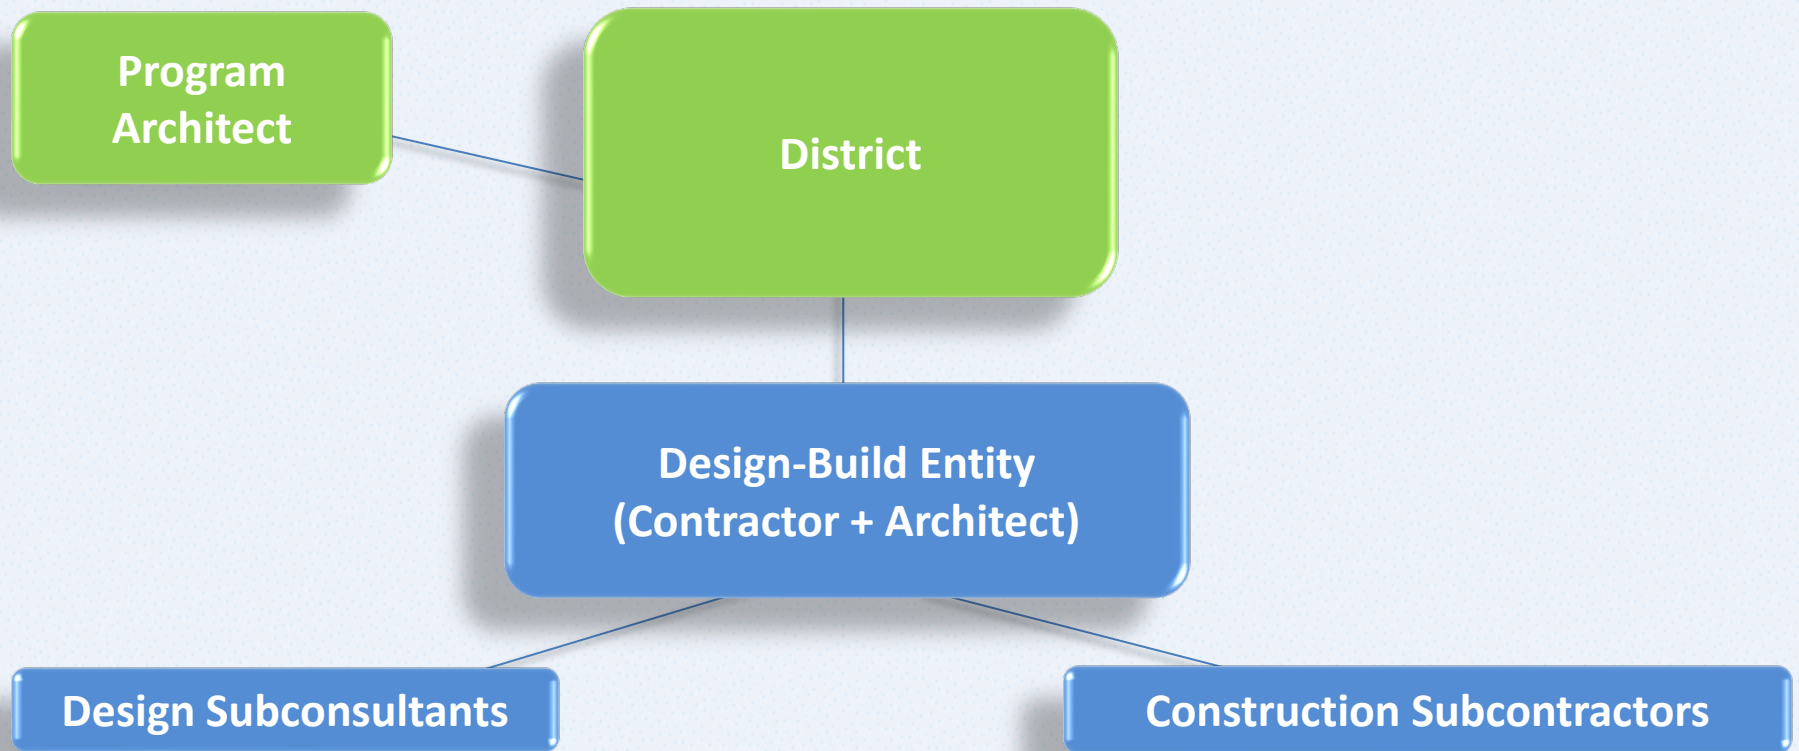 Program
Architect
District
Design-Build Entity
(Contractor + Architect)
Design Subconsultants
Construction Subcontractors